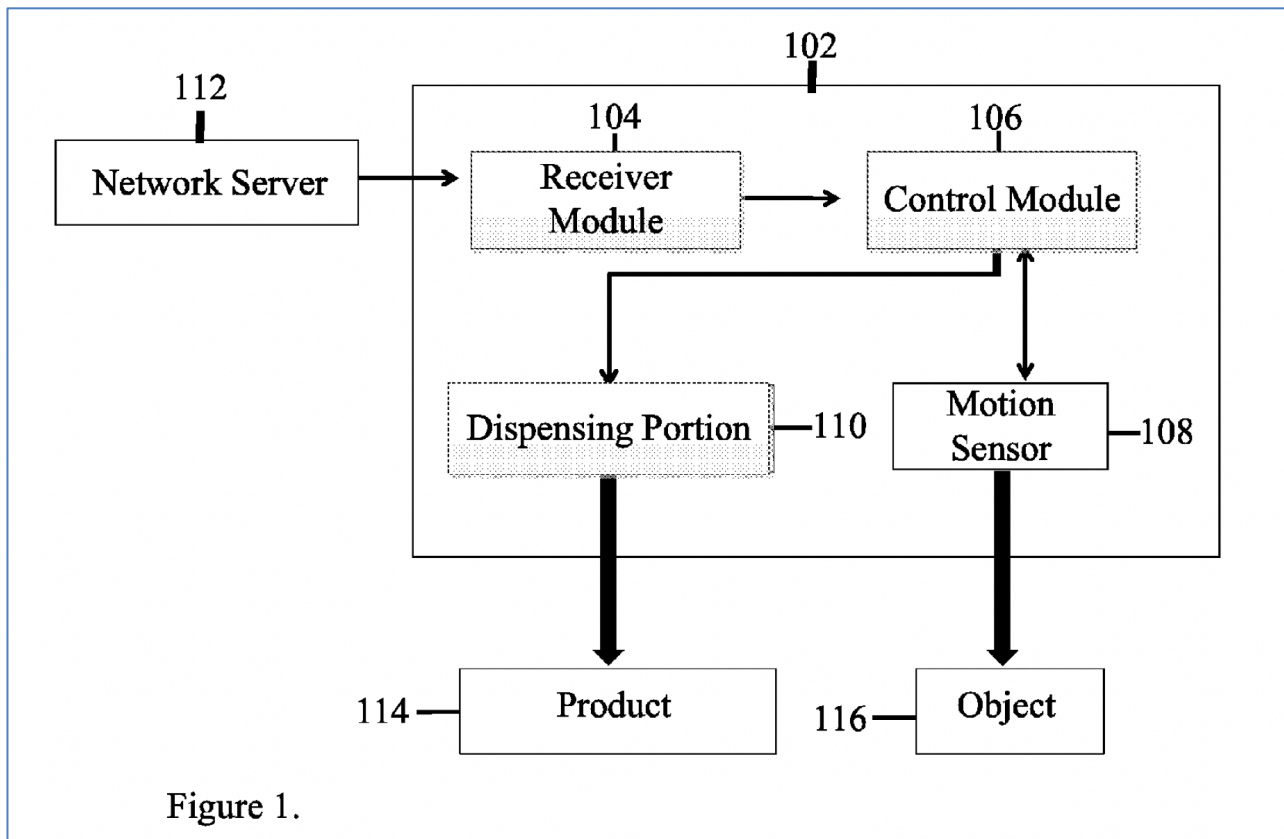 102
112
104
106
Network Server
Receiver
Module
Control Module
Dispensing Portion
110
Motion
Sensor
108
114
Product
116
Object
Figure 1.